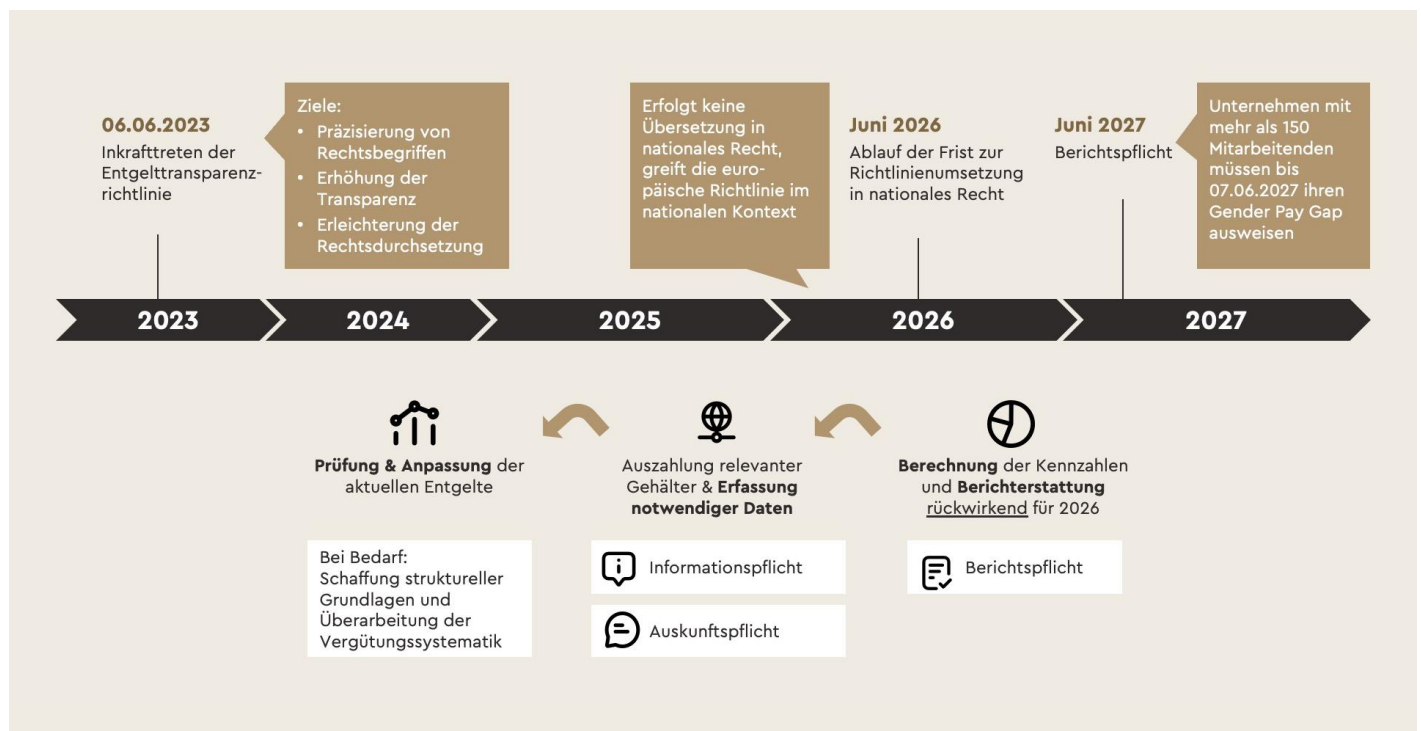 06.06.2023
Inkrafttreten der
Entgelttransparenz-
richtlinie
Ziele:
• Präzisierung von
Rechtsbegriffen
• Erhöhung der
Transparenz
• Erleichterung der
Rechtsdurchsetzung
Erfolgt keine
Übersetzung in
nationales Recht,
greift die euro-
päische Richtlinie im
nationalen Kontext
Juni 2026
Ablauf der Frist zur
Richtlinienumsetzung
in nationales Recht
Juni 2027
Berichtspflicht
Unternehmen mit
mehr als 150
Mitarbeitenden
müssen bis
07.06.2027 ihren
Gender Pay Gap
ausweisen
2023
2024
2025
2026
2027
Prüfung & Anpassung der
aktuellen Entgelte
Bei Bedarf:
Schaffung struktureller
Grundlagen und
Überarbeitung der
Vergütungssystematik
Auszahlung relevanter
Gehälter & Erfassung
notwendiger Daten
Informationspflicht
Auskunftspflicht
Berechnung der Kennzahlen
und Berichterstattung
rückwirkend für 2026
Berichtspflicht